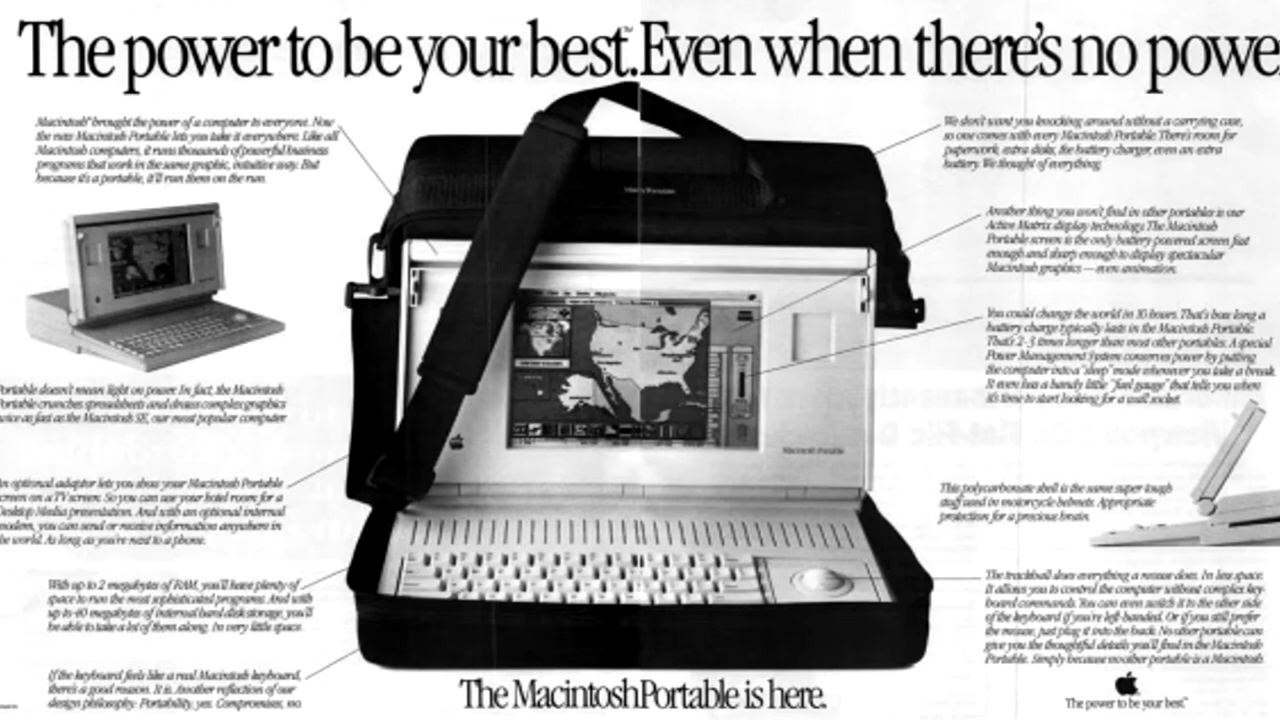 The power to be your best.™ Even when there's no powe
Macintosh® brought the power of a computer to everyone. Now
the new Macintosh Portable lets you take it everywhere. Like all
Macintosh computers, it runs thousands of powerful business
programs that work in the same graphic, intuitive way. But
because it's a portable, it'll run them on the run.
Portable doesn't mean light on power. In fact, the Macintosh
Portable crunches spreadsheets and draws complex graphics
twice as fast as the Macintosh SE, our most popular computer
An optional adaptor lets you show your Macintosh Portable
screen on a TV screen. So you can use your hotel room for a
Desktop Media presentation. And with an optional internal
modem, you can send or receive information anywhere in
the world. As long as you're next to a phone.
With up to 2 megabytes of RAM, you'll have plenty of
space to run the most sophisticated programs. And with
up to 40 megabytes of internal hard disk storage, you'll
be able to take a lot of them along. In very little space.
If the keyboard feels like a real Macintosh keyboard,
there's a good reason. It is. Another reflection of our
design philosophy: Portability, yes. Compromises, no.
Macintosh Portable
We don't want you knocking around without a carrying case,
so one comes with every Macintosh Portable. There's room for
paperwork, extra disks, the battery charger, even an extra
battery. We thought of everything.
Another thing you won't find in other portables is our
Active Matrix display technology. The Macintosh
Portable screen is the only battery powered screen fast
enough and sharp enough to display spectacular
Macintosh graphics — even animation.
You could change the world in 10 hours. That's how long a
battery charge typically lasts in the Macintosh Portable.
That's 2-3 times longer than most other portables. A special
Power Management System conserves power by putting
the computer into a "sleep" mode whenever you take a break.
It even has a handy little "fuel gauge" that tells you when
it's time to start looking for a wall socket.
This polycarbonate shell is the same super tough
stuff used in motorcycle helmets. Appropriate
protection for a precious brain.
The trackball does everything a mouse does. In less space.
It allows you to control the computer without complex key-
board commands. You can even switch it to the other side
of the keyboard if you're left-handed. Or if you still prefer
the mouse, just plug it into the back. No other portable can
give you the thoughtful details you'll find in the Macintosh
Portable. Simply because no other portable is a Macintosh.
The Macintosh Portable is here.
The power to be your best.™